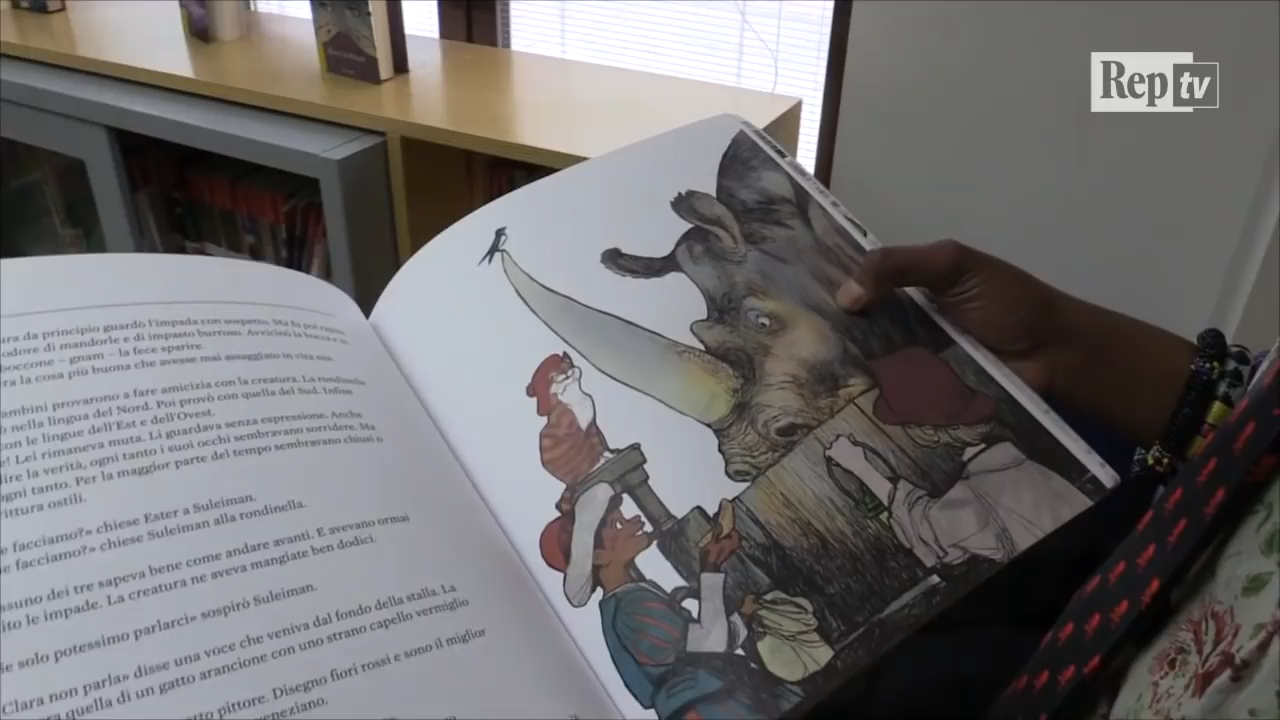 Rep tv
ura da principio guardò l'impada con sospetto. Ma fu poi
odore di mandorle e di impasto burroso. Avvicinò la bocca e
boccone – gnam – la fece sparire.
ra la cosa più buona che avesse mai assaggiato in vita sua.
ambini provarono a fare amicizia con la creatura. La rondinella
ò nella lingua del Nord. Poi provò con quella del Sud. Infine
con le lingue dell'Est e dell'Ovest.
e! Lei rimaneva muta. Li guardava senza espressione. Anche
dire la verità, ogni tanto i suoi occhi sembravano sorridere. Ma
ogni tanto. Per la maggior parte del tempo sembravano chiusi o
rittura ostili.
e facciamo?» chiese Ester a Suleiman.
e facciamo?» chiese Suleiman alla rondinella.
ssuno dei tre sapeva bene come andare avanti. E avevano ormai
ito le impade. La creatura ne aveva mangiate ben dodici.
Se solo potessimo parlarci» sospirò Suleiman.
Clara non parla» disse una voce che veniva dal fondo della stalla. La
ra quella di un gatto arancione con uno strano capello vermiglio
tto pittore. Disegno fiori rossi e sono il miglior
veneziano.